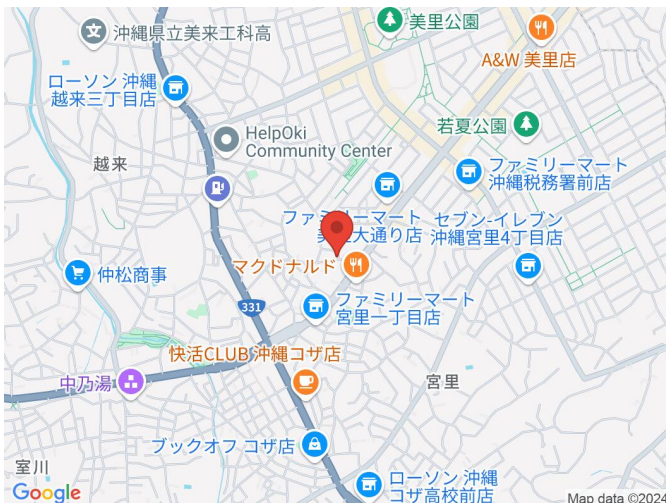 美里公園
沖縄県立美来工科高
A&W 美里店
ローソン 沖縄
越来三丁目店
若夏公園
HelpOki
Community Center
越来
ファミリーマート
沖縄税務署前店
ファミリーマート
大通り店
セブン-イレブン
沖縄宮里4丁目店
マクドナルド
仲松商事
331
ファミリーマート
宮里一丁目店
快活CLUB 沖縄コザ店
中乃湯
宮里
ブックオフ コザ店
室川
ローソン 沖縄
コザ高校前店
Google
Map data ©2024